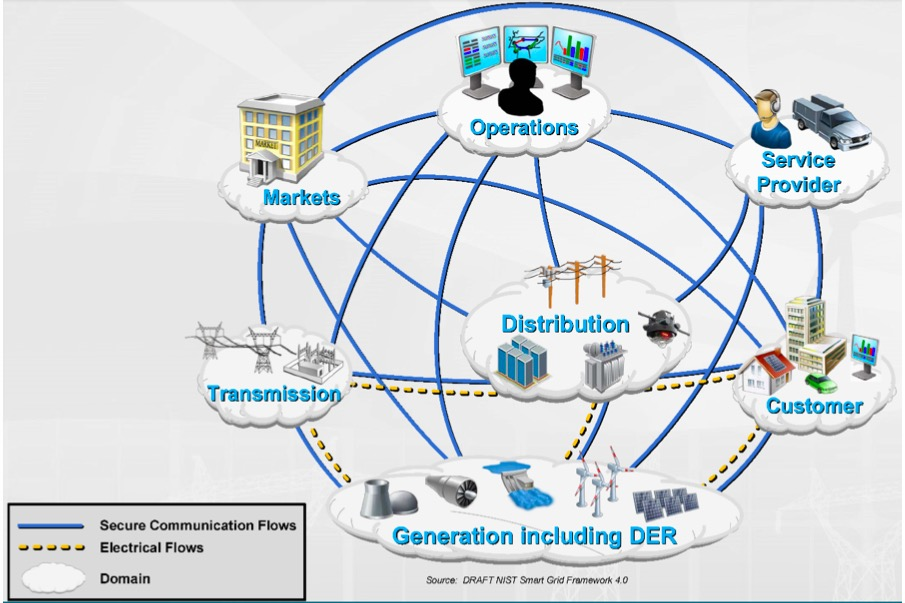 Operations
MARKET
Markets
Service
Provider
Distribution
Transmission
Customer
Generation including DER
Secure Communication Flows
Electrical Flows
Domain
Source: DRAFT NIST Smart Grid Framework 4.0